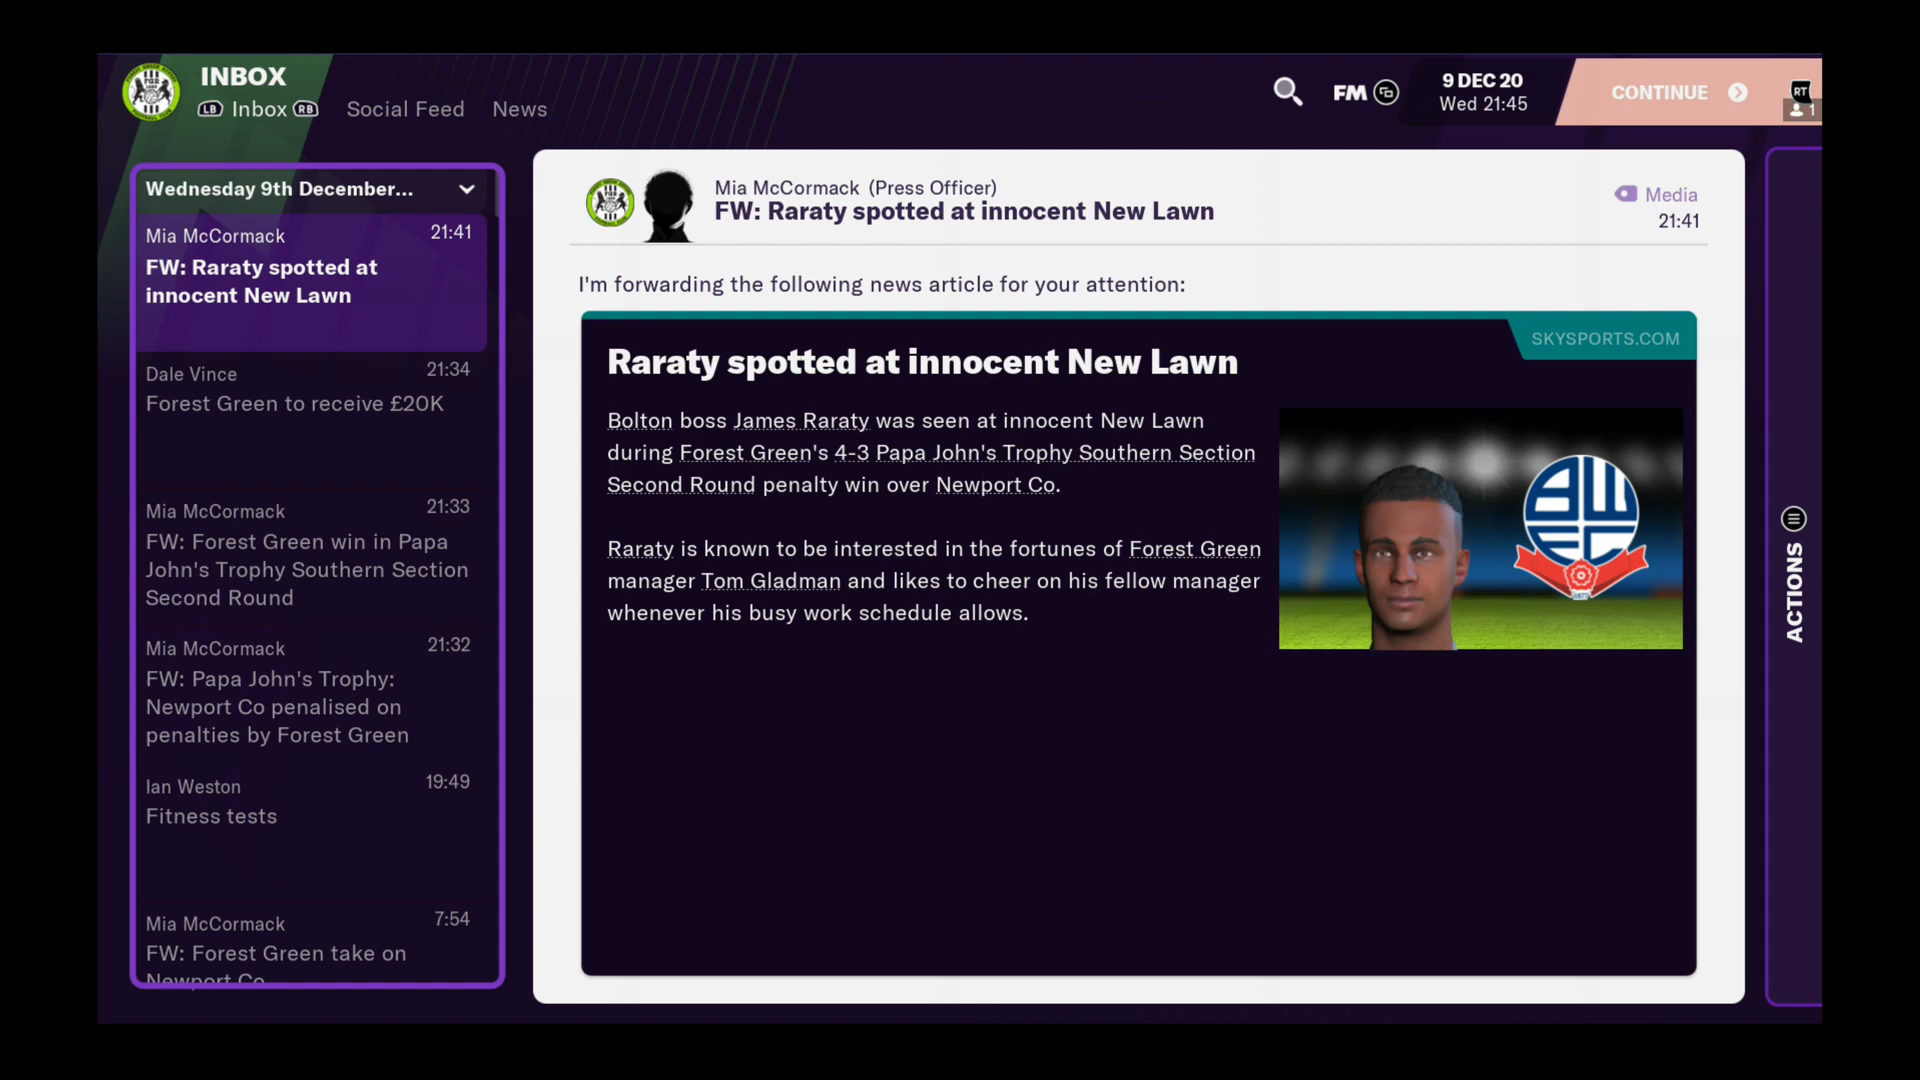 INBOX
LB Inbox RB Social Feed News
FM
9 DEC 20
Wed 21:45
CONTINUE
RT
1
Wednesday 9th December...
Mia McCormack 21:41
FW: Raraty spotted at
innocent New Lawn
Dale Vince 21:34
Forest Green to receive £20K
Mia McCormack 21:33
FW: Forest Green win in Papa
John's Trophy Southern Section
Second Round
Mia McCormack 21:32
FW: Papa John's Trophy:
Newport Co penalised on
penalties by Forest Green
Ian Weston 19:49
Fitness tests
Mia McCormack 7:54
FW: Forest Green take on
Newport Co
Mia McCormack (Press Officer)
FW: Raraty spotted at innocent New Lawn
Media
21:41
I'm forwarding the following news article for your attention:
SKYSPORTS.COM
Raraty spotted at innocent New Lawn
Bolton boss James Raraty was seen at innocent New Lawn
during Forest Green's 4-3 Papa John's Trophy Southern Section
Second Round penalty win over Newport Co.
Raraty is known to be interested in the fortunes of Forest Green
manager Tom Gladman and likes to cheer on his fellow manager
whenever his busy work schedule allows.
BWFC
ACTIONS